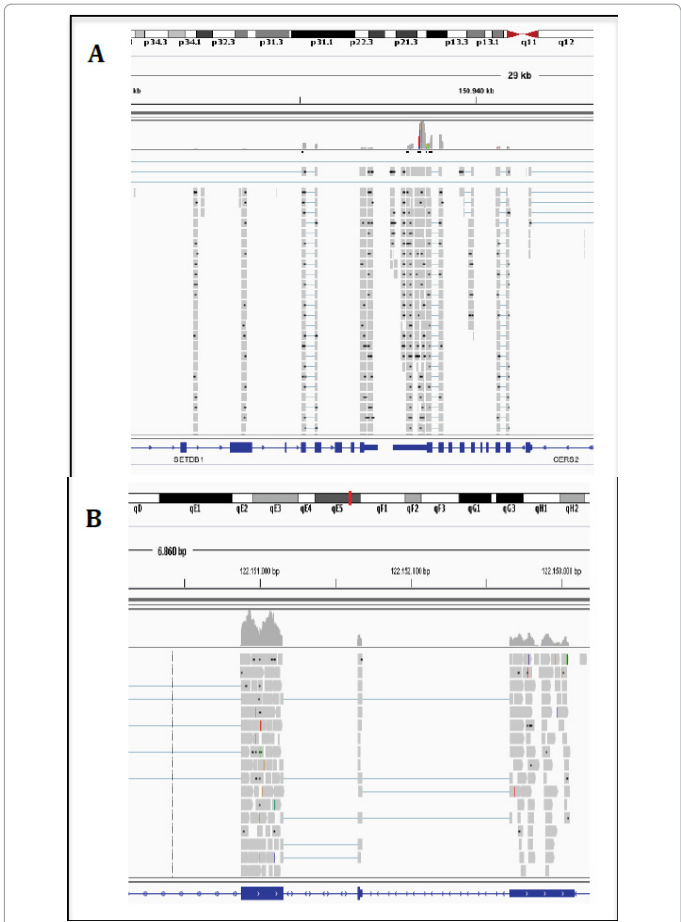 A
p34.3 p34.1 p32.3 p31.3 p31.1 p22.3 p21.3 p13.3 p13.1 q11 q12
29 kb
kb 150.940 kb
SETDB1 CERS2
B
qD qE1 qE2 qE3 qE4 qE5 qF1 qF2 qF3 qG1 qG3 qH1 qH2
6.860 bp
122.151.000 bp 122.152.000 bp 122.153.000 bp